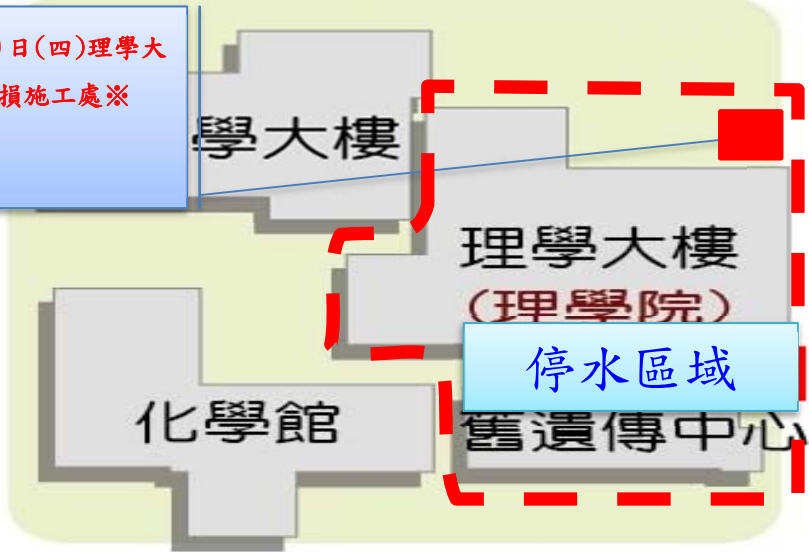 日(四)理學大
損施工處※
學大樓
理學大樓
(理學院)
停水區域
化學館
舊遺傳中心